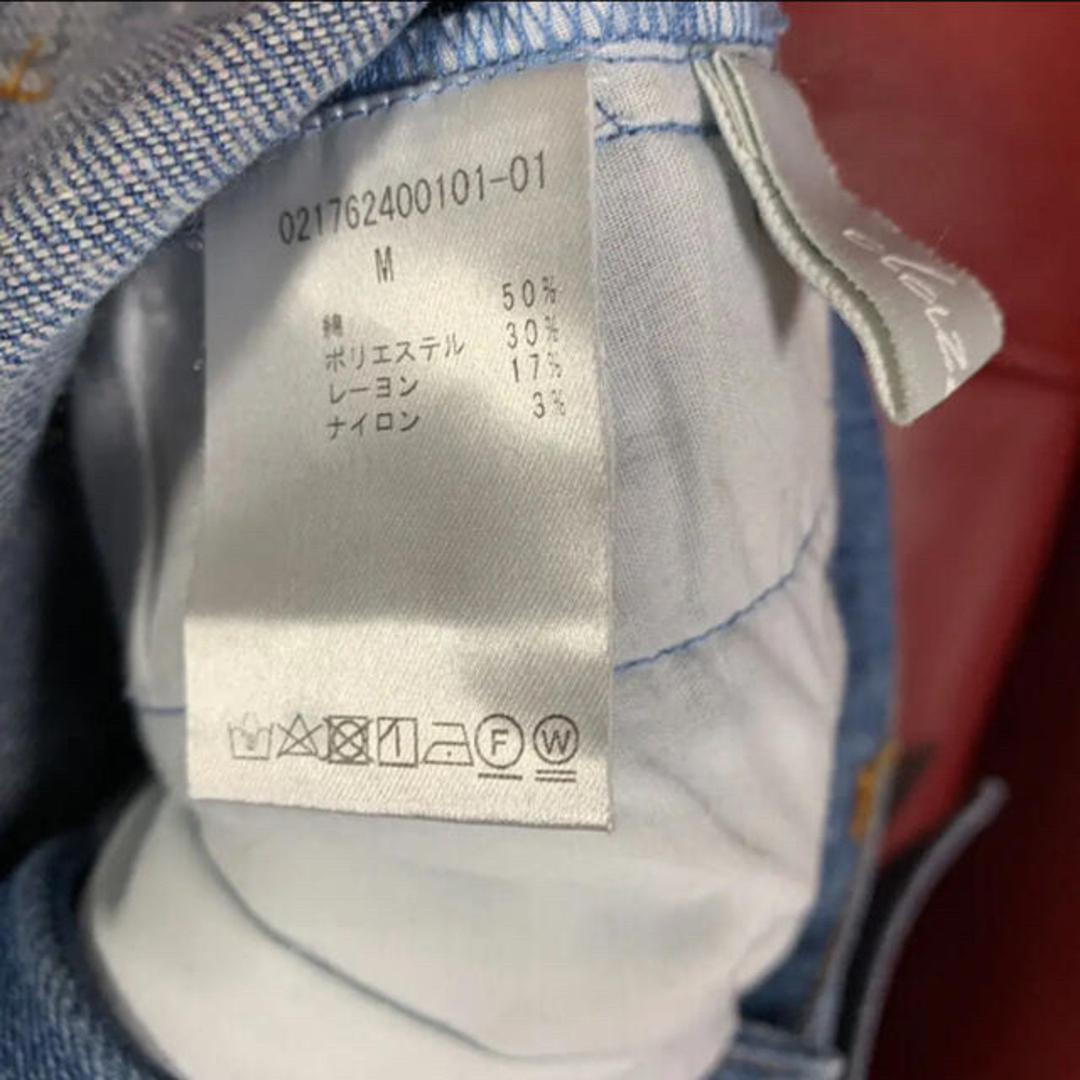 021762400101-01
M
綿 50%
ポリエステル 30%
レーヨン 17%
ナイロン 3%
F
W